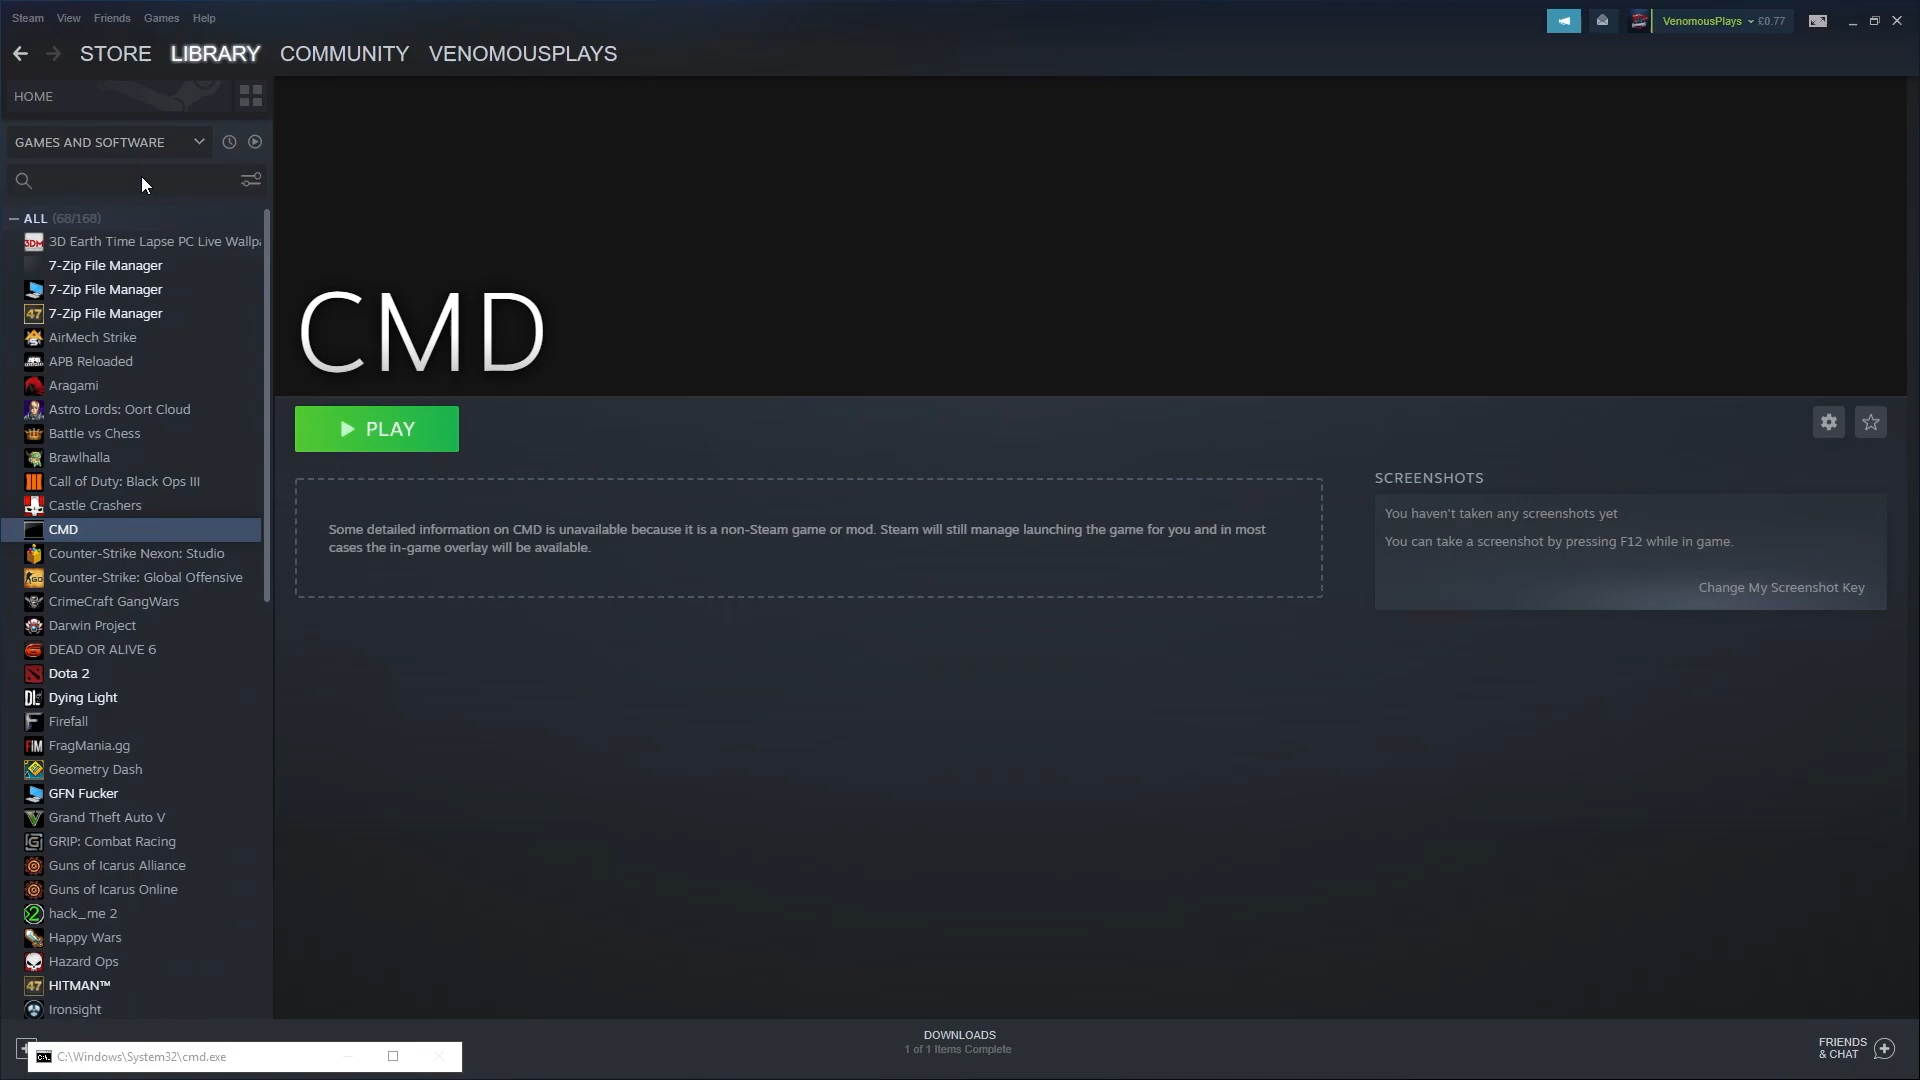 Steam View Friends Games Help
VenomousPlays £0.77
STORE LIBRARY COMMUNITY VENOMOUSPLAYS
HOME
GAMES AND SOFTWARE
ALL (68/168)
3D Earth Time Lapse PC Live Wallp
7-Zip File Manager
7-Zip File Manager
7-Zip File Manager
AirMech Strike
APB Reloaded
Aragami
Astro Lords: Oort Cloud
Battle vs Chess
Brawlhalla
Call of Duty: Black Ops III
Castle Crashers
CMD
Counter-Strike Nexon: Studio
Counter-Strike: Global Offensive
CrimeCraft GangWars
Darwin Project
DEAD OR ALIVE 6
Dota 2
Dying Light
Firefall
FragMania.gg
Geometry Dash
GFN Fucker
Grand Theft Auto V
GRIP: Combat Racing
Guns of Icarus Alliance
Guns of Icarus Online
hack_me 2
Happy Wars
Hazard Ops
HITMAN™
Ironsight
CMD
PLAY
Some detailed information on CMD is unavailable because it is a non-Steam game or mod. Steam will still manage launching the game for you and in most
cases the in-game overlay will be available.
SCREENSHOTS
You haven't taken any screenshots yet
You can take a screenshot by pressing F12 while in game.
Change My Screenshot Key
C:\Windows\System32\cmd.exe
DOWNLOADS
1 of 1 Items Complete
FRIENDS
& CHAT